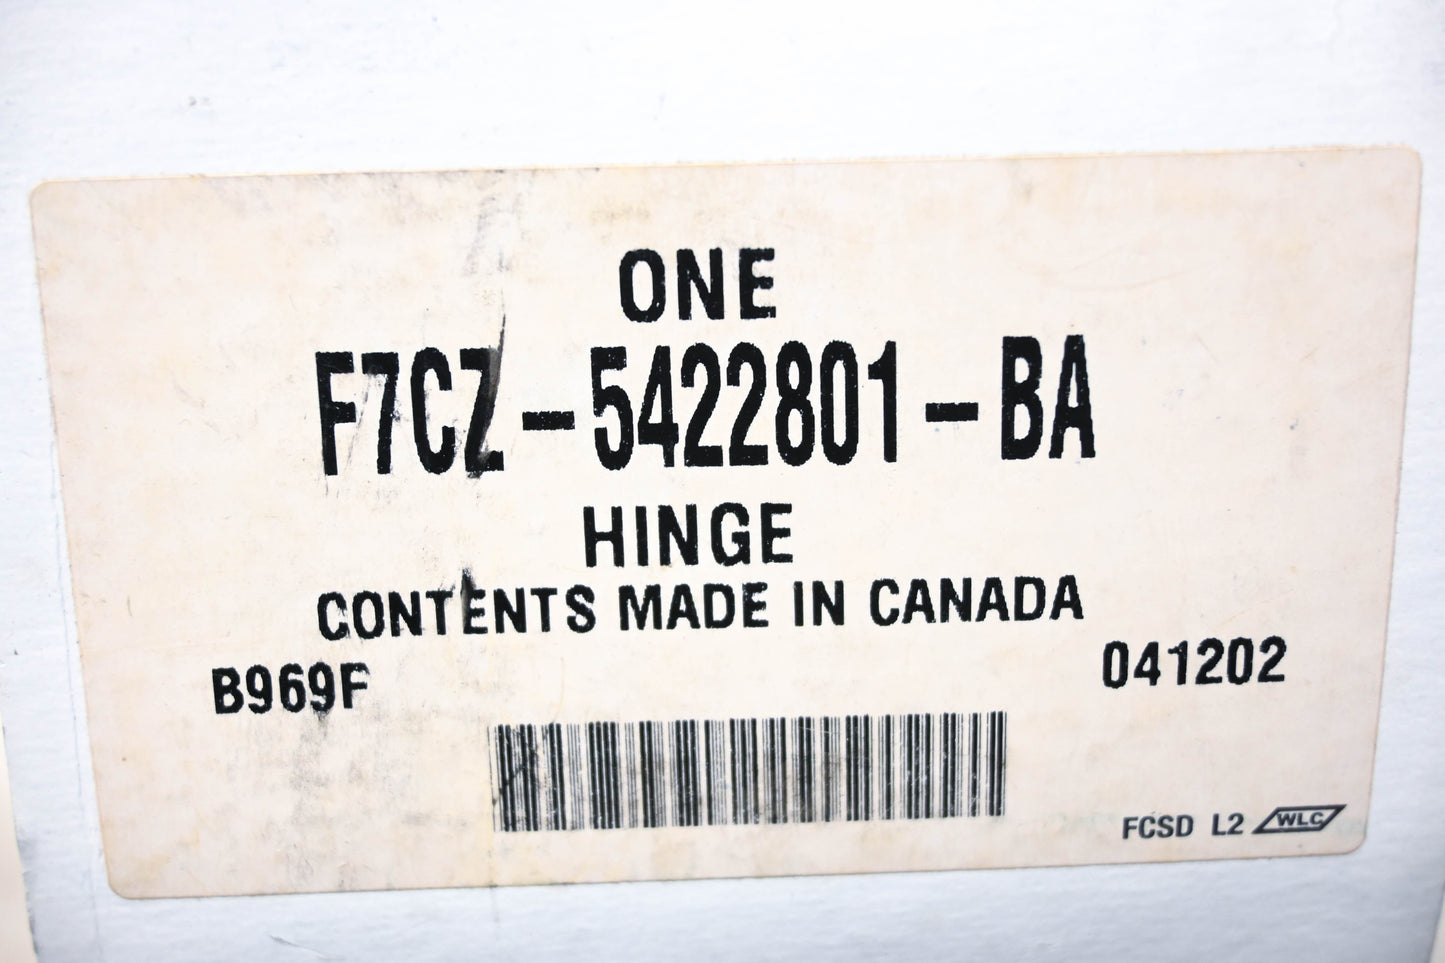 ONE
F7CZ-5422801-BA
HINGE
CONTENTS MADE IN CANADA
B969F 041202
FCSD L2 WLC